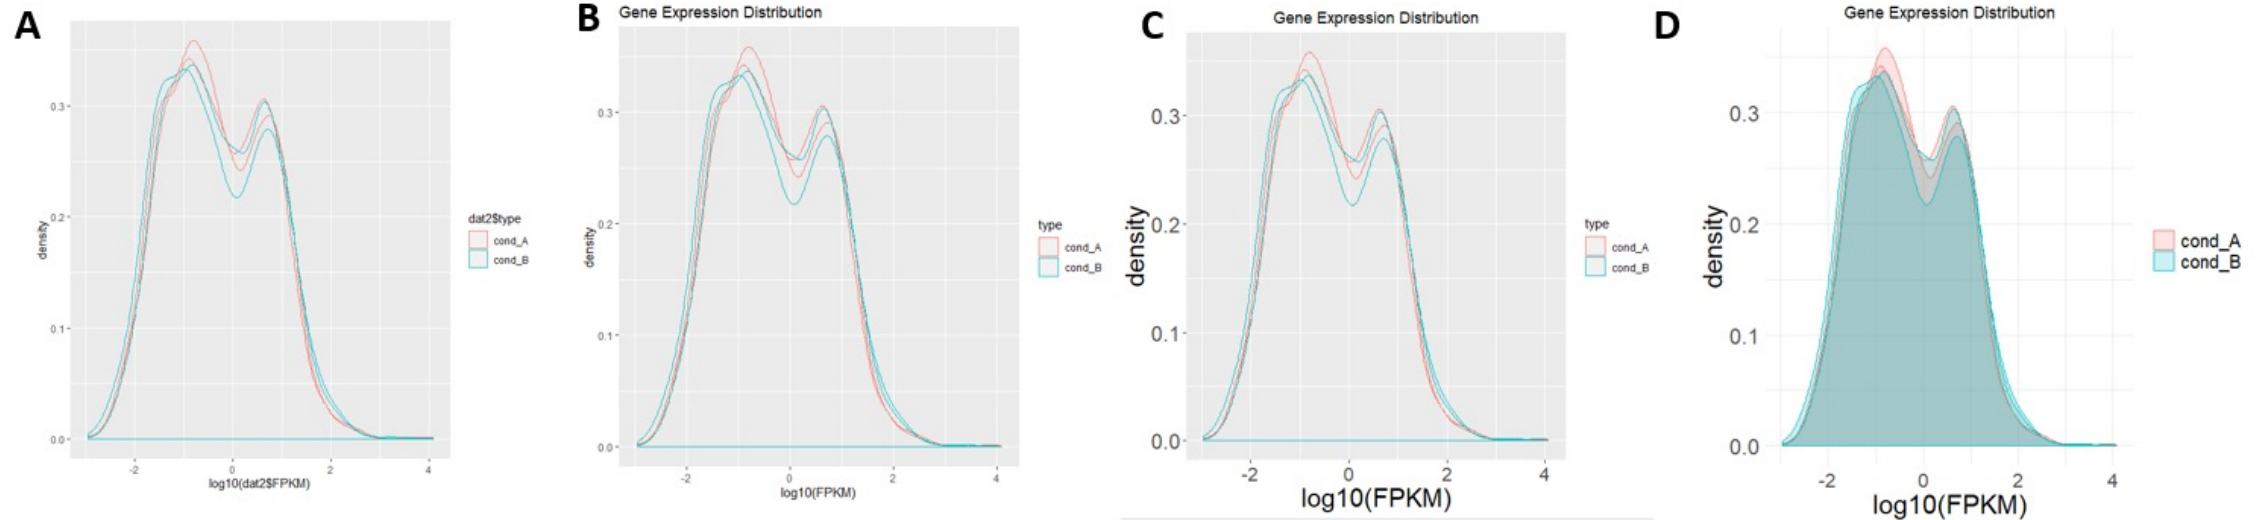 A
0.3
0.2
0.1
0.0
density
-2 0 2 4
log10(dat2$FPKM)
dat2$type
cond_A
cond_B
B
Gene Expression Distribution
0.3
0.2
0.1
0.0
density
-2 0 2 4
log10(FPKM)
type
cond_A
cond_B
C
Gene Expression Distribution
0.3
0.2
0.1
0.0
density
-2 0 2 4
log10(FPKM)
type
cond_A
cond_B
D
Gene Expression Distribution
0.3
0.2
0.1
0.0
density
-2 0 2 4
log10(FPKM)
cond_A
cond_B